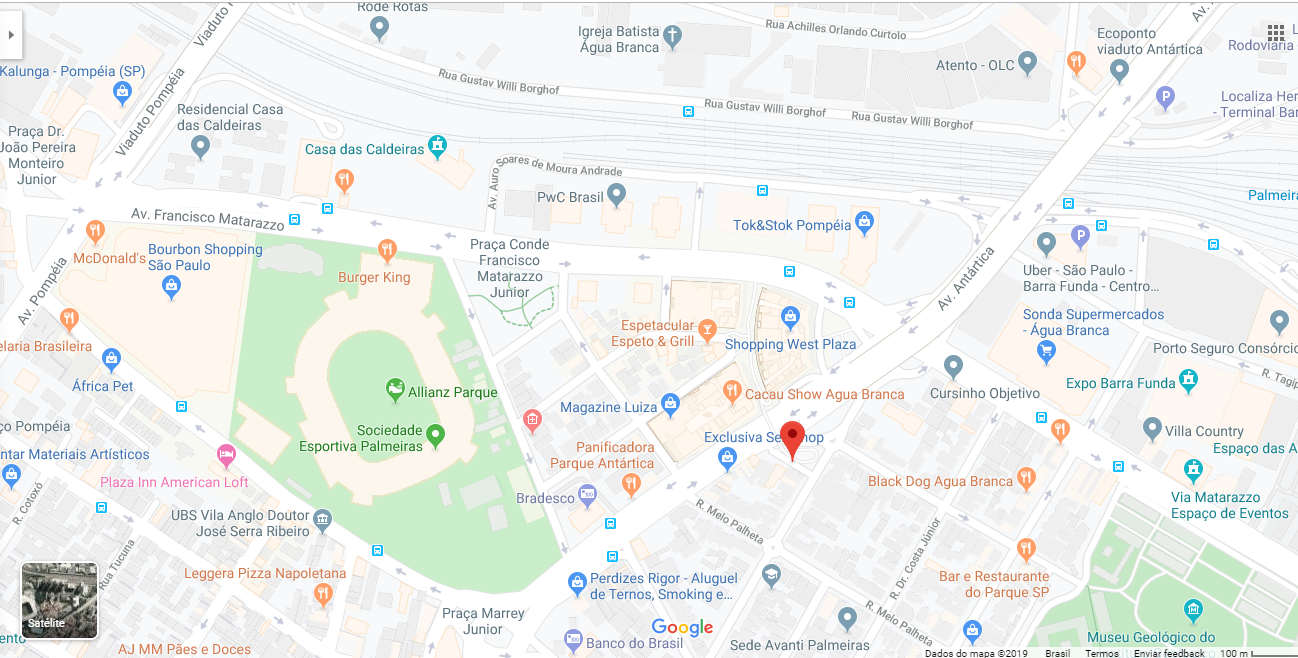 Rode Rotas
Viaduto Pompéia
Rua Achilles Orlando Curtolo
Av.
Igreja Batista
Água Branca
Ecoponto
viaduto Antártica
Rodoviária
Kalunga - Pompéia (SP)
Rua Gustav Willi Borghof
Atento - OLC
Viaduto Pompéia
Residencial Casa
das Caldeiras
Rua Gustav Willi Borghof
Rua Gustav Willi Borghof
P
Localiza Her
- Terminal Bar
Praça Dr.
João Pereira
Monteiro
Junior
Casa das Caldeiras
Soares de Moura Andrade
Av. Auro
PwC Brasil
Palmeira
Av. Francisco Matarazzo
Tok&Stok Pompéia
P
McDonald's
Bourbon Shopping
São Paulo
Burger King
Praça Conde
Francisco
Matarazzo
Junior
Av. Antártica
Uber - São Paulo -
Barra Funda - Centro...
Av. Pompéia
Sonda Supermercados
- Água Branca
elaria Brasileira
Espetacular
Espeto & Grill
Shopping West Plaza
Porto Seguro Consórcio
África Pet
Allianz Parque
Magazine Luiza
Cacau Show Agua Branca
Cursinho Objetivo
Expo Barra Funda
R. Tagip
ço Pompéia
Sociedade
Esportiva Palmeiras
Exclusiva Se hop
Villa Country
Espaço das A
ntar Materiais Artísticos
Panificadora
Parque Antártica
Plaza Inn American Loft
Bradesco
Black Dog Agua Branca
Via Matarazzo
Espaço de Eventos
R. Cotoxó
UBS Vila Anglo Doutor
José Serra Ribeiro
R. Melo Palheta
R. Dr. Costa Júnior
Rua Tucuna
Leggera Pizza Napoletana
Perdizes Rigor - Aluguel
de Ternos, Smoking e...
Bar e Restaurante
do Parque SP
Satélite
Praça Marrey
Junior
R. Melo Palheta
Google
Museu Geológico do
ento
AJ MM Pães e Doces
Banco do Brasil
Sede Avanti Palmeiras
Dados do mapa ©2019 Brasil Termos Enviar feedback 100 m